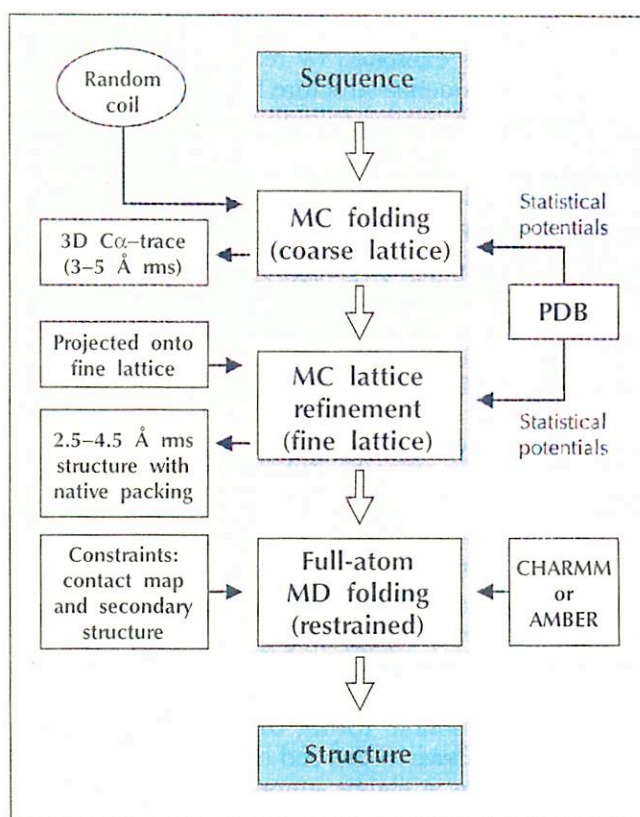 Random
coil
Sequence
MC folding
(coarse lattice)
Statistical
potentials
3D Cα-trace
(3–5 Å rms)
PDB
Projected onto
fine lattice
MC lattice
refinement
(fine lattice)
Statistical
potentials
2.5–4.5 Å rms
structure with
native packing
Constraints:
contact map
and secondary
structure
Full-atom
MD folding
(restrained)
CHARMM
or
AMBER
Structure